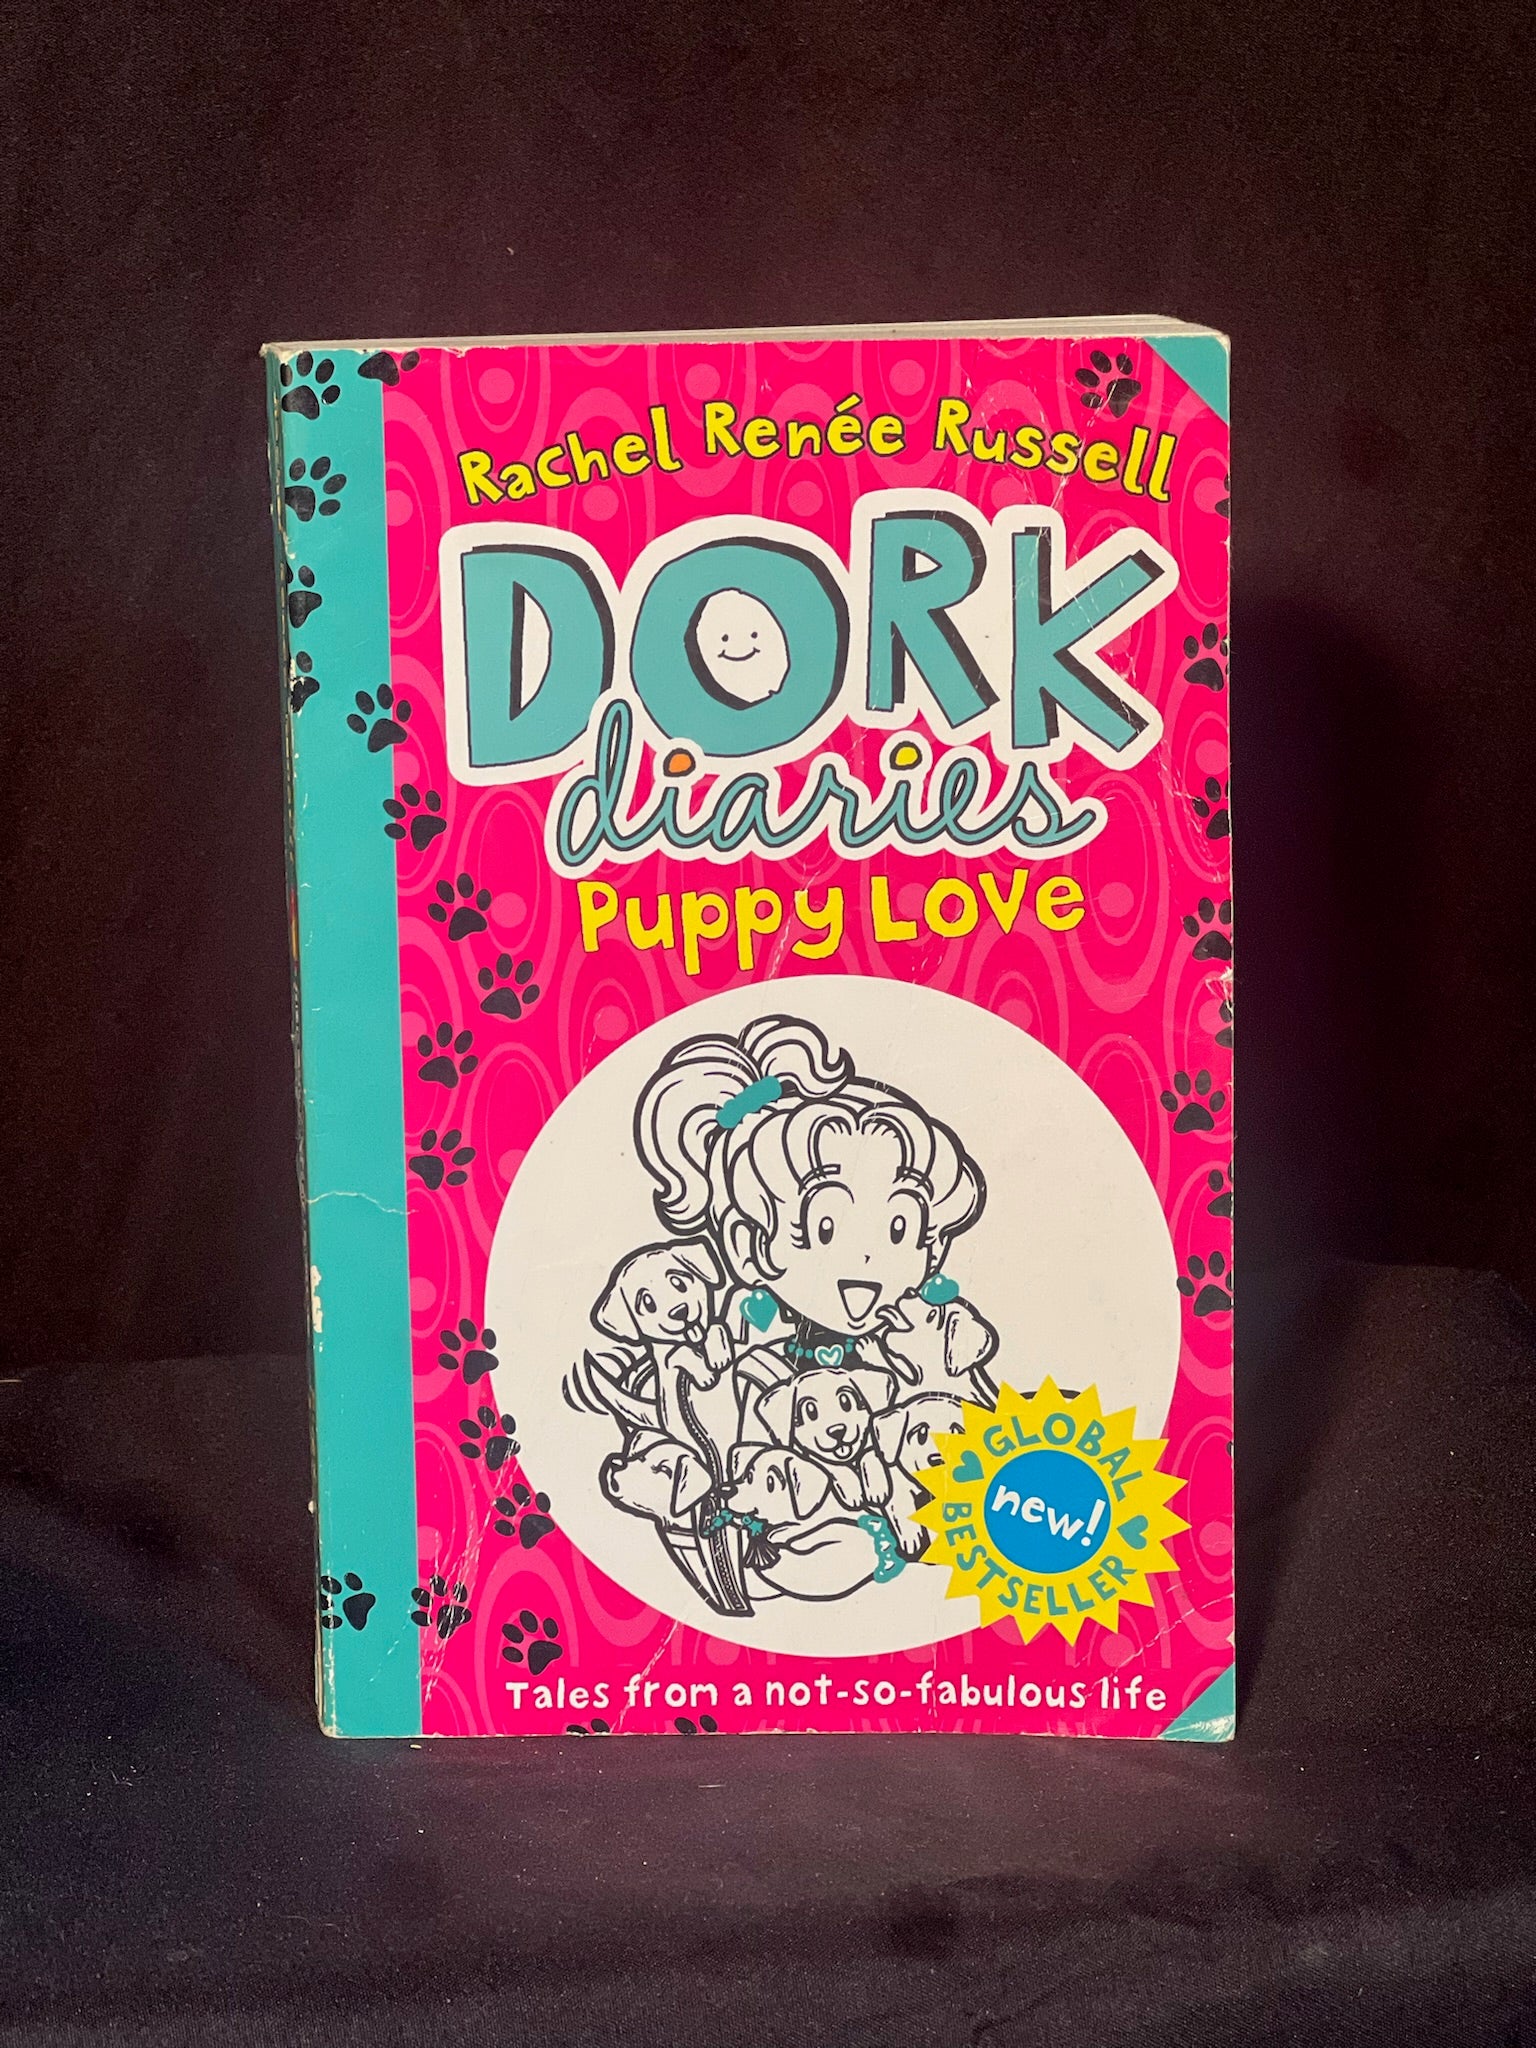 Rachel Renée Russell
DORK
diaries
Puppy Love
GLOBAL
new!
BESTSELLER
Tales from a not-so-fabulous life